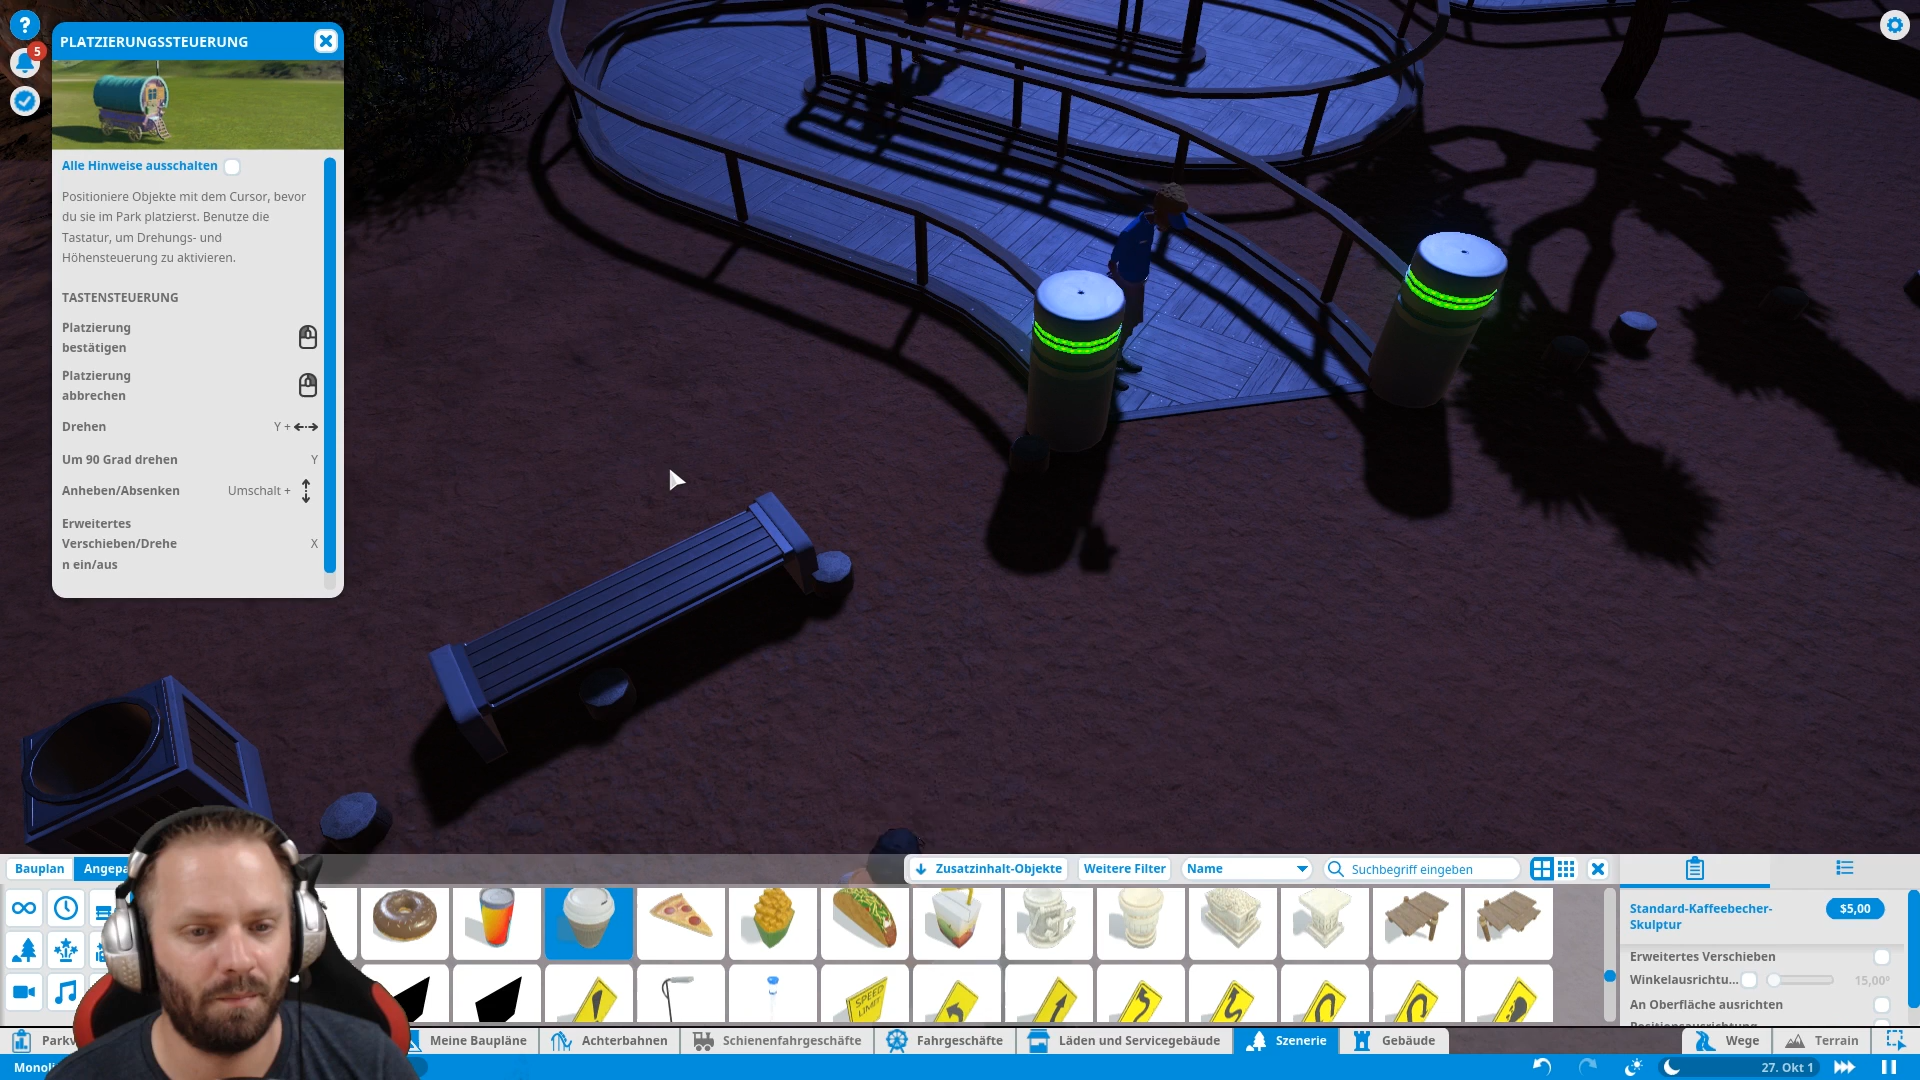 ?
5
PLATZIERUNGSSTEUERUNG
Alle Hinweise ausschalten
Positioniere Objekte mit dem Cursor, bevor
du sie im Park platzierst. Benutze die
Tastatur, um Drehungs- und
Höhensteuerung zu aktivieren.
TASTENSTEUERUNG
Platzierung
bestätigen
Platzierung
abbrechen
Drehen Y +
Um 90 Grad drehen Y
Anheben/Absenken Umschalt +
Erweitertes
Verschieben/Drehe X
n ein/aus
Bauplan Angepa
Zusatzinhalt-Objekte Weitere Filter Name Suchbegriff eingeben
Standard-Kaffeebecher- $5,00
Skulptur
Erweitertes Verschieben
Winkelausrichtu... 15,00°
An Oberfläche ausrichten
SPEED
LIMIT
Meine Baupläne Achterbahnen Schienenfahrgeschäfte Fahrgeschäfte Läden und Servicegebäude Szenerie Gebäude Wege Terrain
27. Okt 1